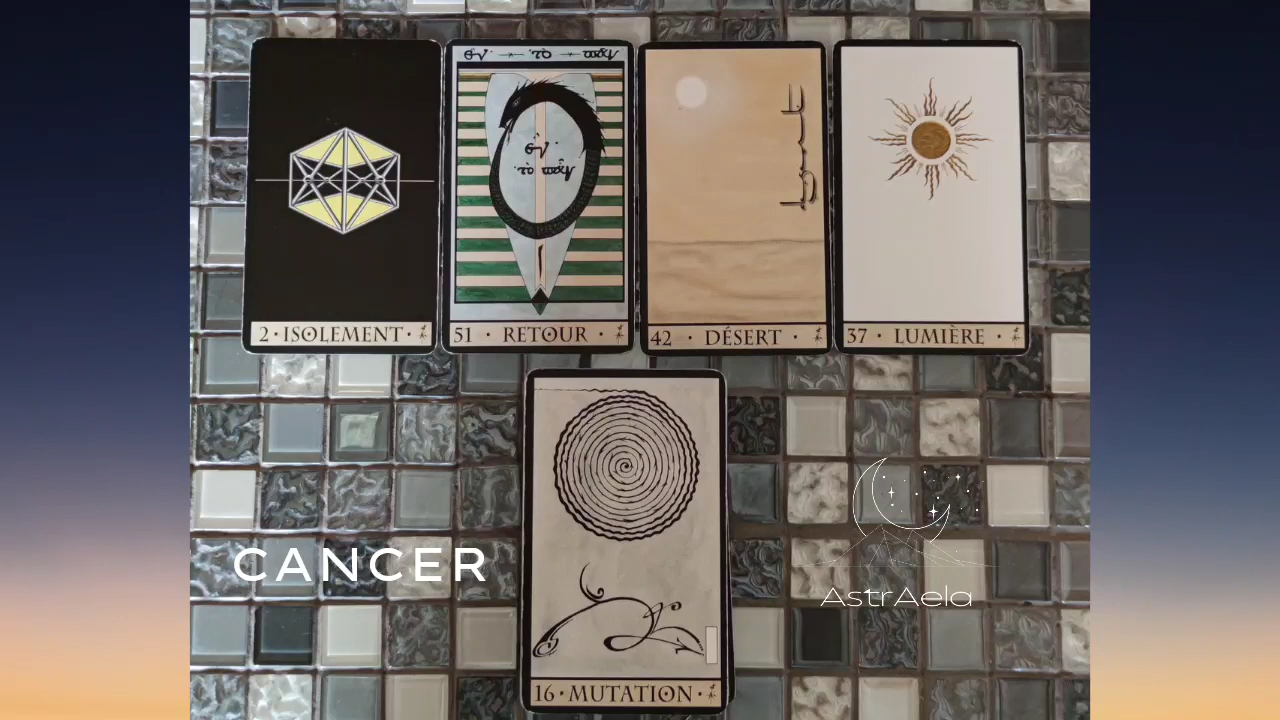 2 · ISOLEMENT ·
51 · RETOUR ·
42 · DÉSERT ·
37 · LUMIÈRE ·
CANCER
AstrAela
16 · MUTATION ·